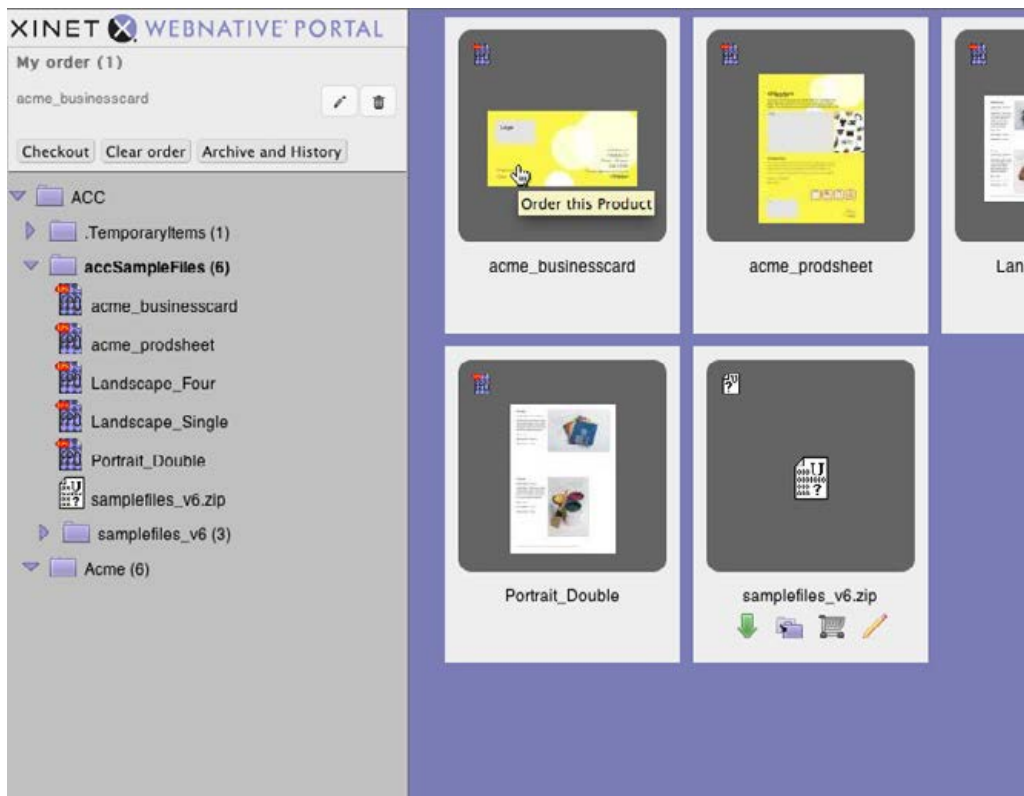 XINET X WEBNATIVE® PORTAL
My order (1)
acme_businesscard
Checkout Clear order Archive and History
ACC
.TemporaryItems (1)
accSampleFiles (6)
acme_businesscard
acme_prodsheet
Landscape_Four
Landscape_Single
Portrait_Double
samplefiles_v6.zip
samplefiles_v6 (3)
Acme (6)
Logo
Order this Product
acme_businesscard
acme_prodsheet
Lan
Portrait_Double
U
?
samplefiles_v6.zip